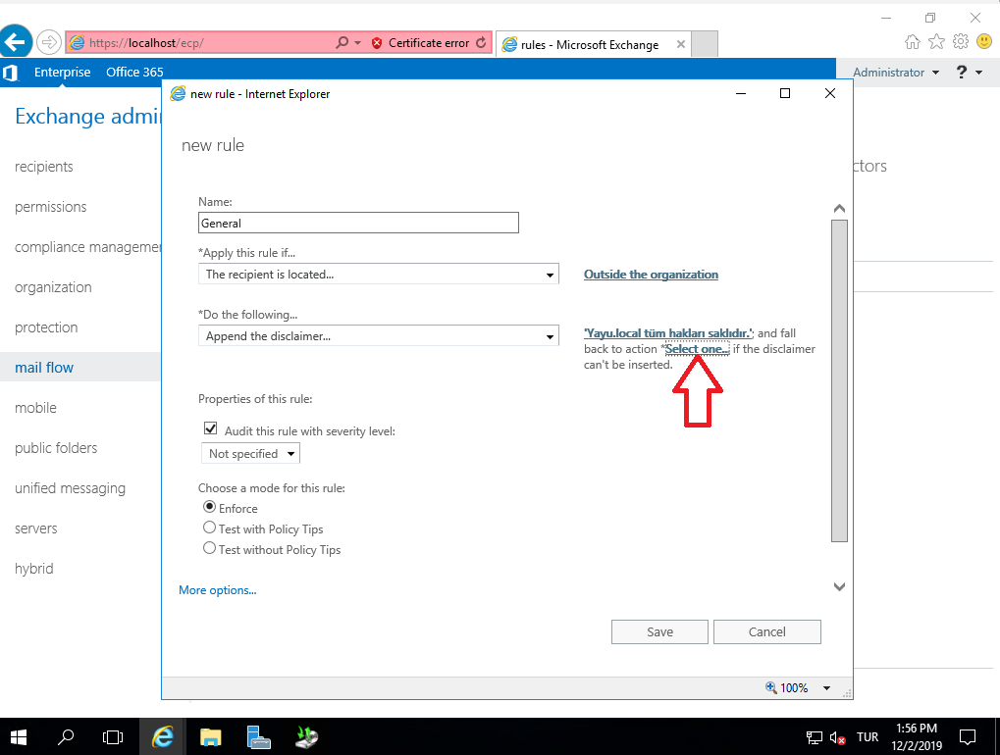 https://localhost/ecp/
Certificate error
rules - Microsoft Exchange
Enterprise Office 365
Administrator ?
new rule - Internet Explorer
Exchange admi
new rule
ctors
recipients
permissions
compliance managemen
organization
protection
mail flow
mobile
public folders
unified messaging
servers
hybrid
Name:
General
*Apply this rule if...
The recipient is located...
Outside the organization
*Do the following...
Append the disclaimer...
'Yayu.local tüm hakları saklıdır.'; and fall
back to action *Select one... if the disclaimer
can't be inserted.
Properties of this rule:
Audit this rule with severity level:
Not specified
Choose a mode for this rule:
Enforce
Test with Policy Tips
Test without Policy Tips
More options...
Save Cancel
100%
TUR
1:56 PM
12/2/2019